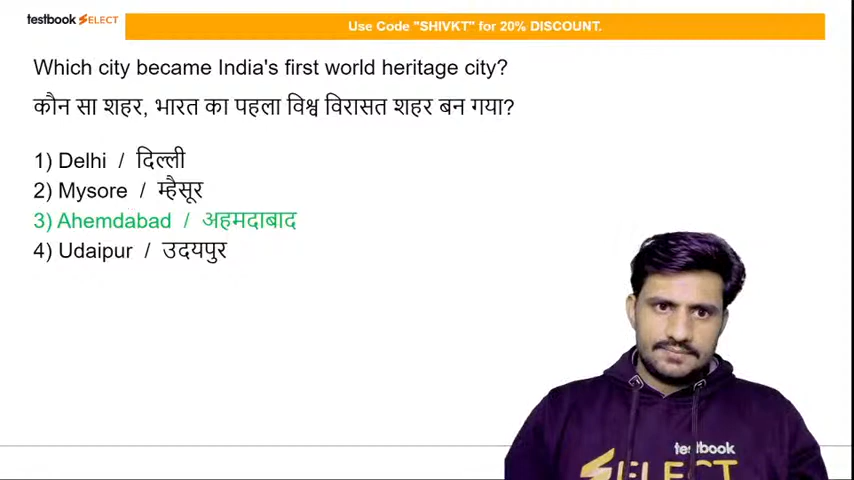 testbook SELECT
Use Code "SHIVKT" for 20% DISCOUNT.
Which city became India's first world heritage city?
कौन सा शहर, भारत का पहला विश्व विरासत शहर बन गया?
1) Delhi / दिल्ली
2) Mysore / म्हैसूर
3) Ahemdabad / अहमदाबाद
4) Udaipur / उदयपुर
testbook
SELECT